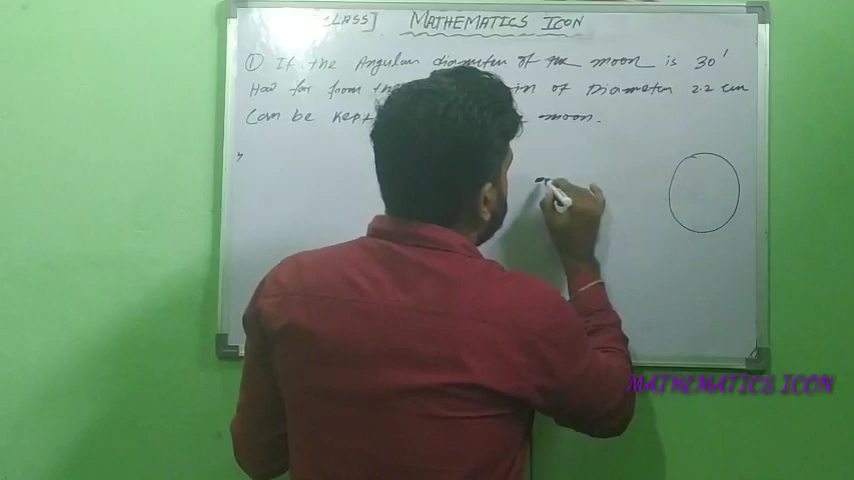 CLASS] MATHEMATICS ICON
① If the Angular diameter of the moon is 30'
How far from the in of Diameter 2.2 cm
Can be kept moon.
MATHEMATICS ICON